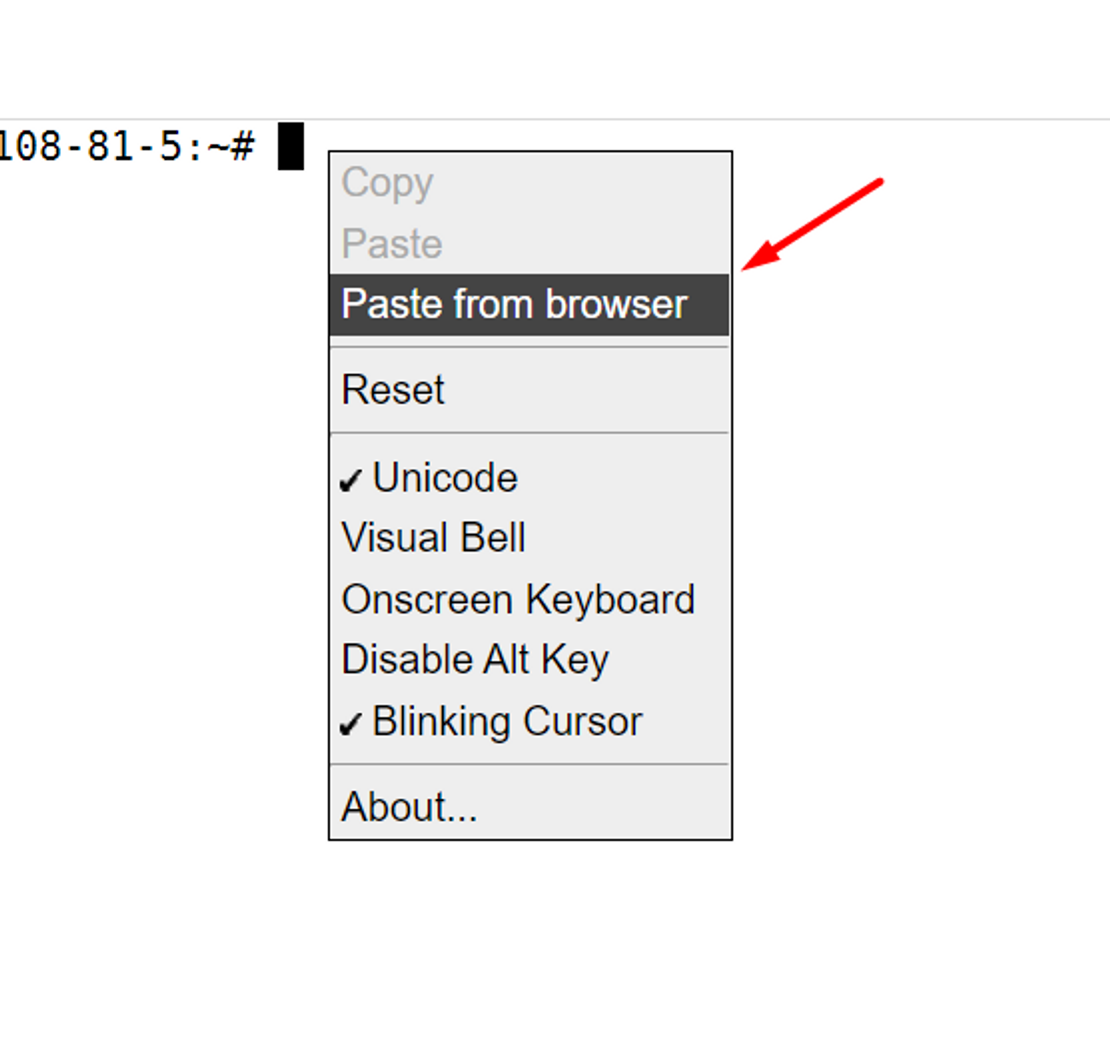 108-81-5:~#
Copy
Paste
Paste from browser
Reset
✔ Unicode
Visual Bell
Onscreen Keyboard
Disable Alt Key
✔ Blinking Cursor
About...